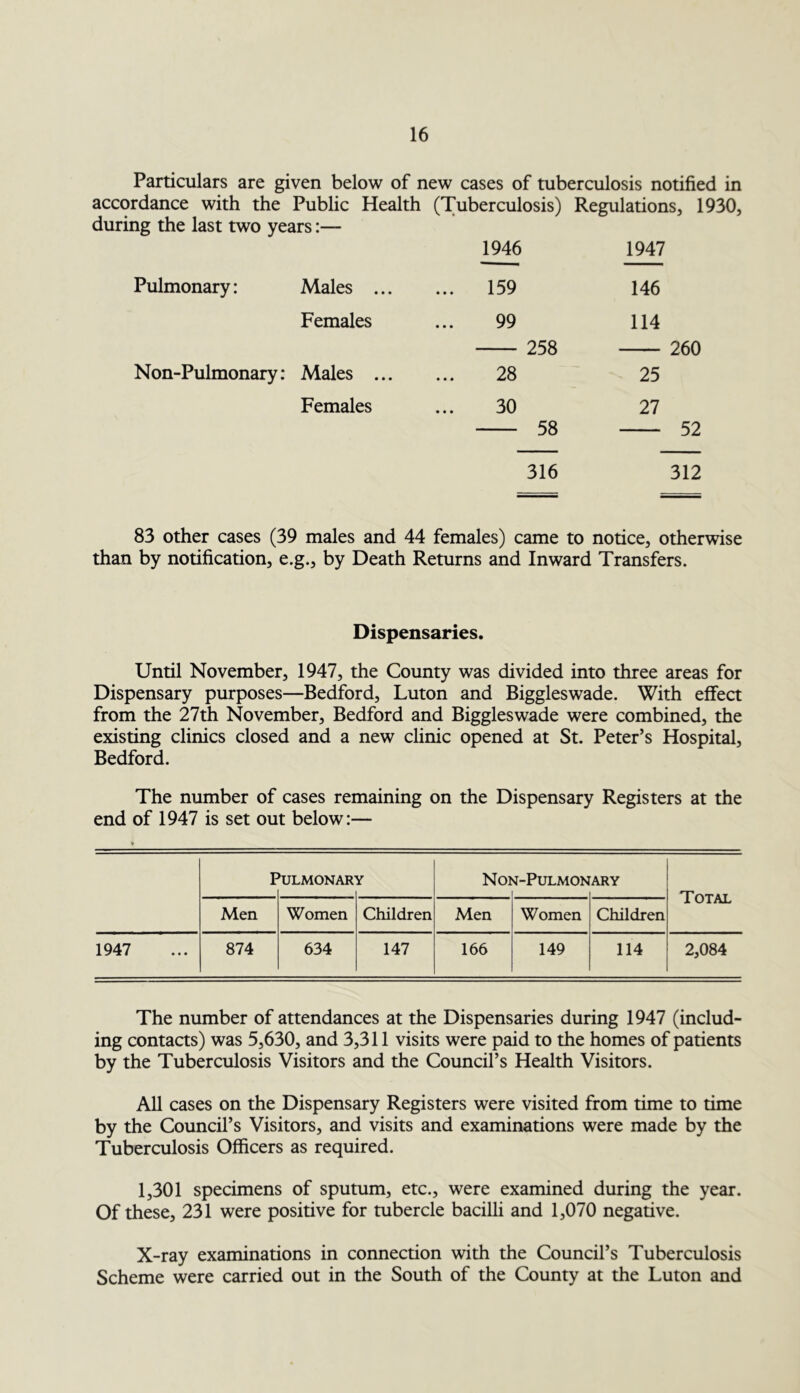 16
Particulars are given below of new cases of tuberculosis notified in
accordance with the Public Health (Tuberculosis) Regulations, 1930,
during the last two years:—
1946 1947
Pulmonary: Males ... ... 159 146
Females ... 99 114
258 260
Non-Pulmonary: Males ... ... 28 25
Females ... 30 27
58 52
316 312
83 other cases (39 males and 44 females) came to notice, otherwise
than by notification, e.g., by Death Returns and Inward Transfers.
Dispensaries.
Until November, 1947, the County was divided into three areas for
Dispensary purposes—Bedford, Luton and Biggleswade. With effect
from the 27th November, Bedford and Biggleswade were combined, the
existing clinics closed and a new clinic opened at St. Peter's Hospital,
Bedford.
The number of cases remaining on the Dispensary Registers at the
end of 1947 is set out below:—
PULMONARY NON-PULMONARY TOTAL
Men Women Children Men Women Children
1947 ... 874 634 147 166 149 114 2,084
The number of attendances at the Dispensaries during 1947 (includ-
ing contacts) was 5,630, and 3,311 visits were paid to the homes of patients
by the Tuberculosis Visitors and the Council's Health Visitors.
All cases on the Dispensary Registers were visited from time to time
by the Council's Visitors, and visits and examinations were made by the
Tuberculosis Officers as required.
1,301 specimens of sputum, etc., were examined during the year.
Of these, 231 were positive for tubercle bacilli and 1,070 negative.
X-ray examinations in connection with the Council's Tuberculosis
Scheme were carried out in the South of the County at the Luton and